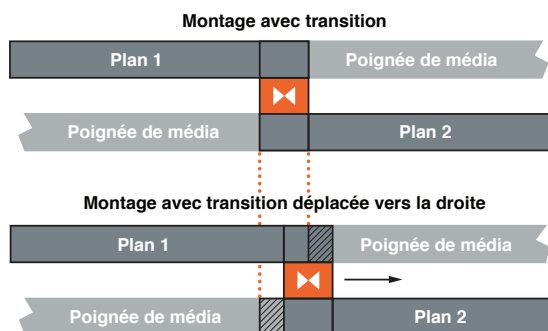 Montage avec transition
Plan 1
Poignée de média
Poignée de média
Plan 2
Montage avec transition déplacée vers la droite
Plan 1
Poignée de média
Poignée de média
Plan 2